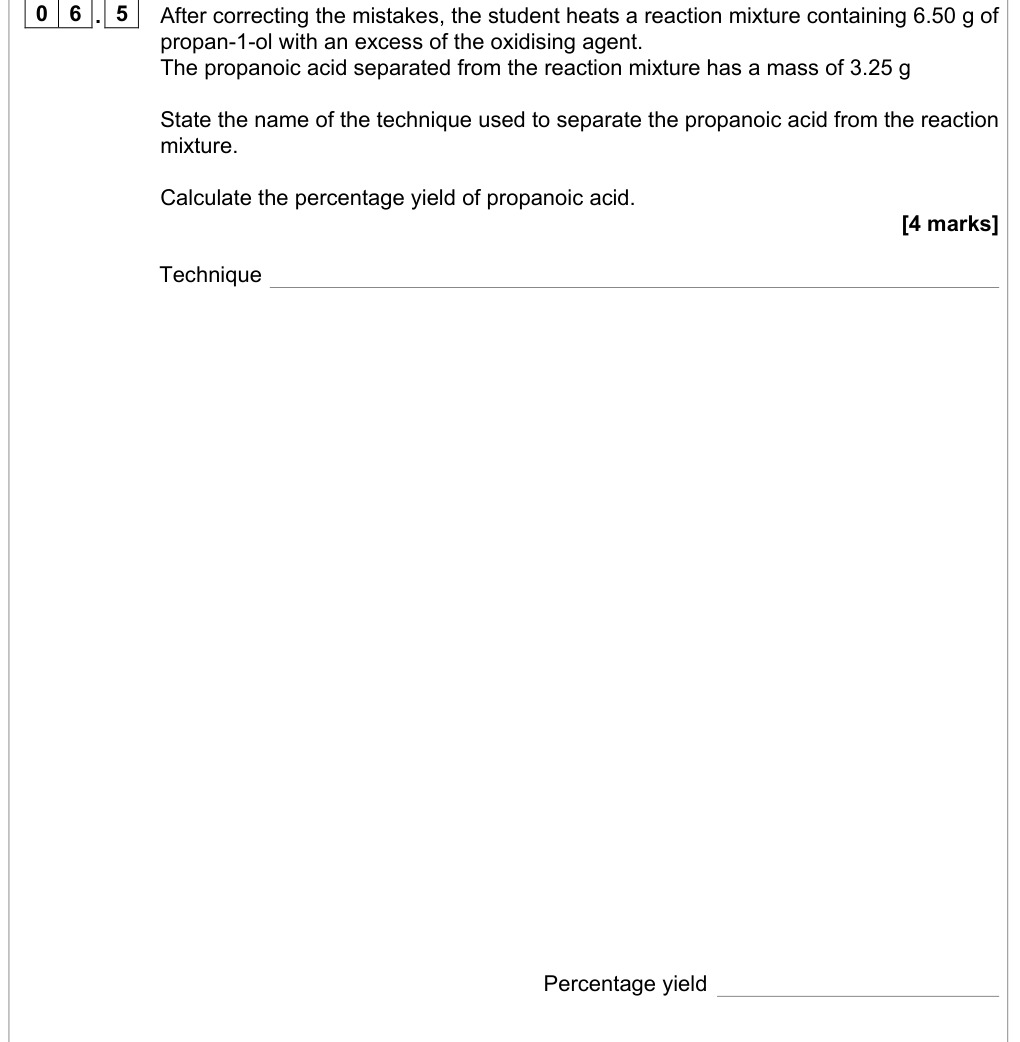 0 6 . 5 After correcting the mistakes, the student heats a reaction mixture containing 6.50 g of
propan-1-ol with an excess of the oxidising agent.
The propanoic acid separated from the reaction mixture has a mass of 3.25 g
State the name of the technique used to separate the propanoic acid from the reaction
mixture.
Calculate the percentage yield of propanoic acid.
[4 marks]
Technique
Percentage yield